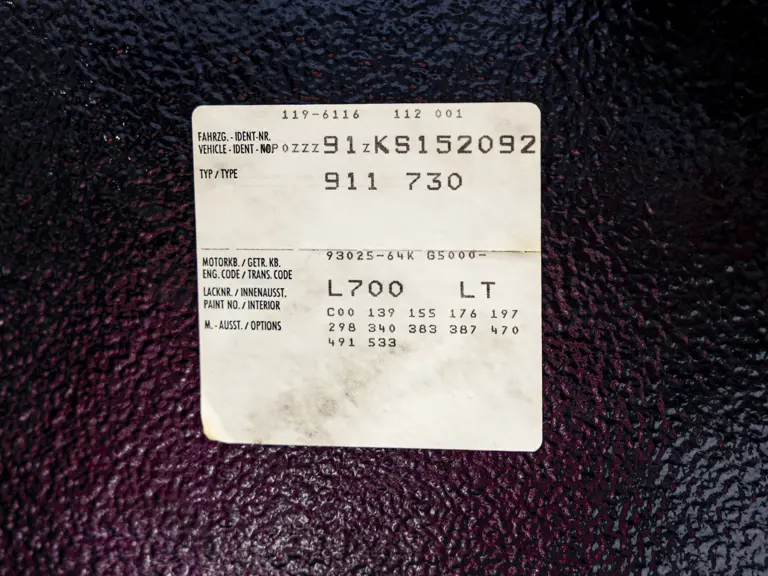 119-6116 112 001
FAHRZG. - IDENT-NR.
VEHICLE - IDENT - NO. P0ZZZ91ZKS152092
TYP / TYPE 911 730
MOTORKB. / GETR. KB. 93025-64K G5000-
ENG. CODE / TRANS. CODE
LACKNR. / INNENAUSST. L700 LT
PAINT NO. / INTERIOR
C00 139 155 176 197
M. - AUSST. / OPTIONS 298 340 383 387 470
491 533